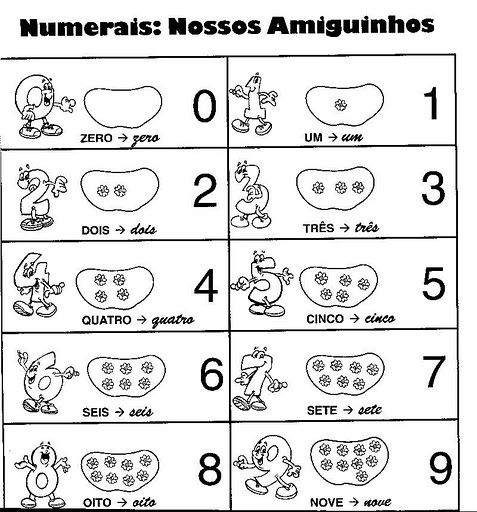 Numerais: Nossos Amiguinhos
0
ZERO → zero
1
UM → um
2
DOIS → dois
3
TRÊS → três
4
QUATRO → quatro
5
CINCO → cinco
6
SEIS → seis
7
SETE → sete
8
OITO → oito
9
NOVE → nove